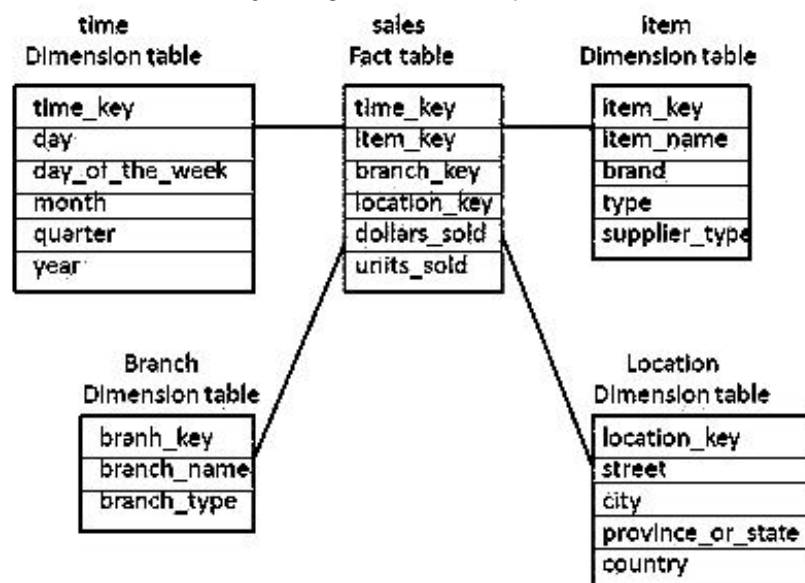 time
Dimension table
time_key
day
day_of_the_week
month
quarter
year
sales
Fact table
time_key
item_key
branch_key
location_key
dollars_sold
units_sold
item
Dimension table
item_key
item_name
brand
type
supplier_type
Branch
Dimension table
branh_key
branch_name
branch_type
Location
Dimension table
location_key
street
city
province_or_state
country